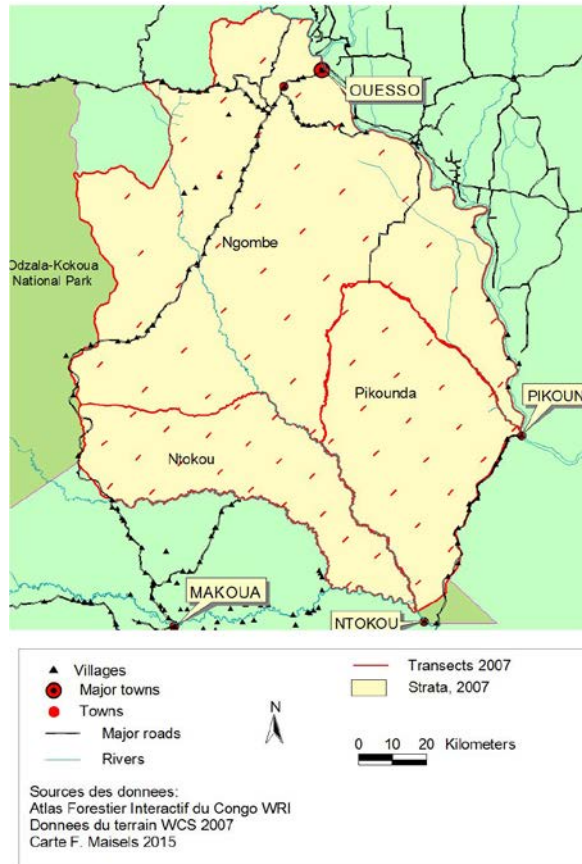 OUESSO
Ngombe
Odzala-Kokoua
National Park
Pikounda
PIKOUN
Ntokou
MAKOUA
NTOKOU
Villages
Major towns
Towns
Major roads
Rivers
N
Transects 2007
Strata, 2007
0 10 20 Kilometers
Sources des donnees:
Atlas Forestier Interactif du Congo WRI
Donnees du terrain WCS 2007
Carte F. Maisels 2015